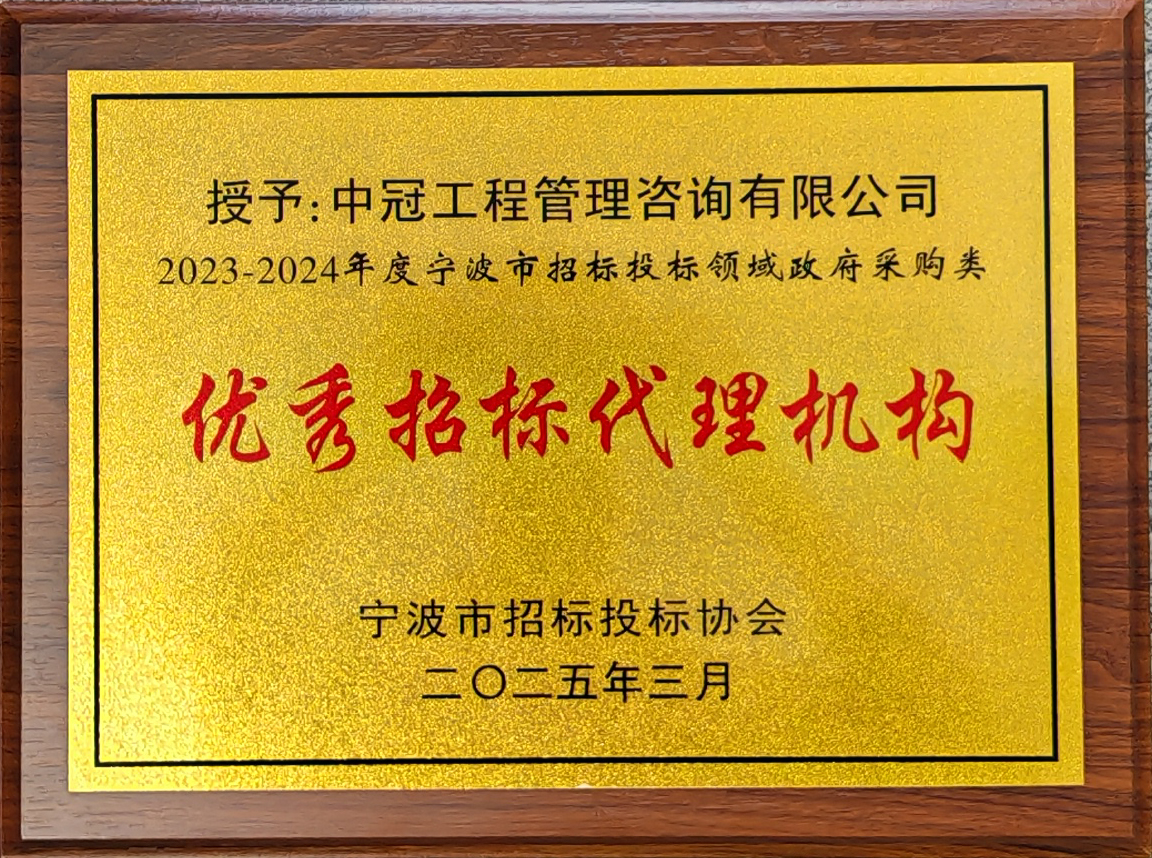 授予:中冠工程管理咨询有限公司
2023-2024年度宁波市招标投标领域政府采购类
优秀招标代理机构
宁波市招标投标协会
二〇二五年三月